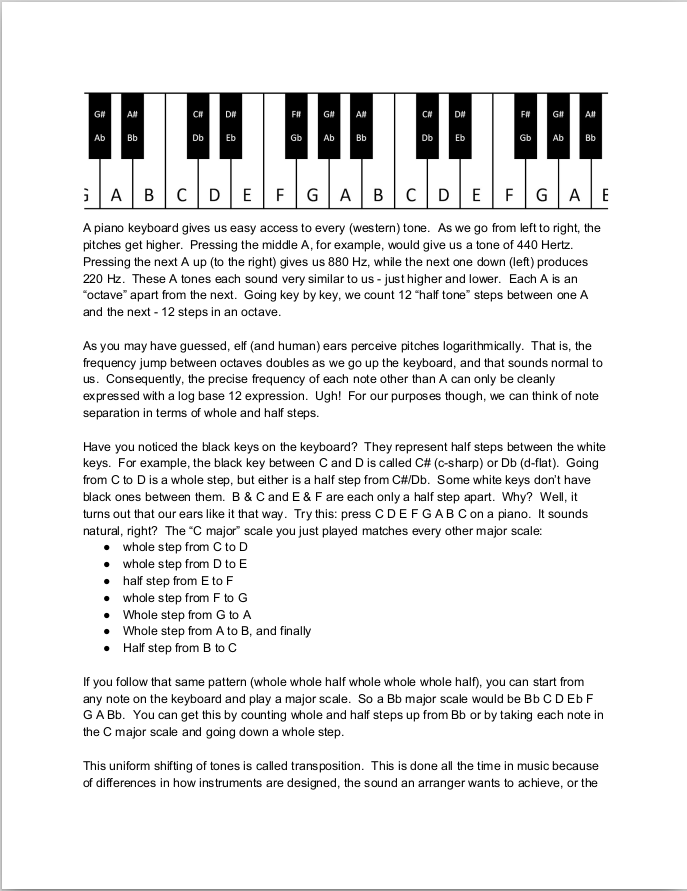 G# A# C# D# F# G# A# C# D# F# G# A#
Ab Bb Db Eb Gb Ab Bb Db Eb Gb Ab Bb
G A B C D E F G A B C D E F G A B
A piano keyboard gives us easy access to every (western) tone. As we go from left to right, the
pitches get higher. Pressing the middle A, for example, would give us a tone of 440 Hertz.
Pressing the next A up (to the right) gives us 880 Hz, while the next one down (left) produces
220 Hz. These A tones each sound very similar to us - just higher and lower. Each A is an
“octave” apart from the next. Going key by key, we count 12 “half tone” steps between one A
and the next - 12 steps in an octave.
As you may have guessed, elf (and human) ears perceive pitches logarithmically. That is, the
frequency jump between octaves doubles as we go up the keyboard, and that sounds normal to
us. Consequently, the precise frequency of each note other than A can only be cleanly
expressed with a log base 12 expression. Ugh! For our purposes though, we can think of note
separation in terms of whole and half steps.
Have you noticed the black keys on the keyboard? They represent half steps between the white
keys. For example, the black key between C and D is called C# (c-sharp) or Db (d-flat). Going
from C to D is a whole step, but either is a half step from C#/Db. Some white keys don’t have
black ones between them. B & C and E & F are each only a half step apart. Why? Well, it
turns out that our ears like it that way. Try this: press C D E F G A B C on a piano. It sounds
natural, right? The “C major” scale you just played matches every other major scale:
● whole step from C to D
● whole step from D to E
● half step from E to F
● whole step from F to G
● Whole step from G to A
● Whole step from A to B, and finally
● Half step from B to C
If you follow that same pattern (whole whole half whole whole whole half), you can start from
any note on the keyboard and play a major scale. So a Bb major scale would be Bb C D Eb F
G A Bb. You can get this by counting whole and half steps up from Bb or by taking each note in
the C major scale and going down a whole step.
This uniform shifting of tones is called transposition. This is done all the time in music because
of differences in how instruments are designed, the sound an arranger wants to achieve, or the